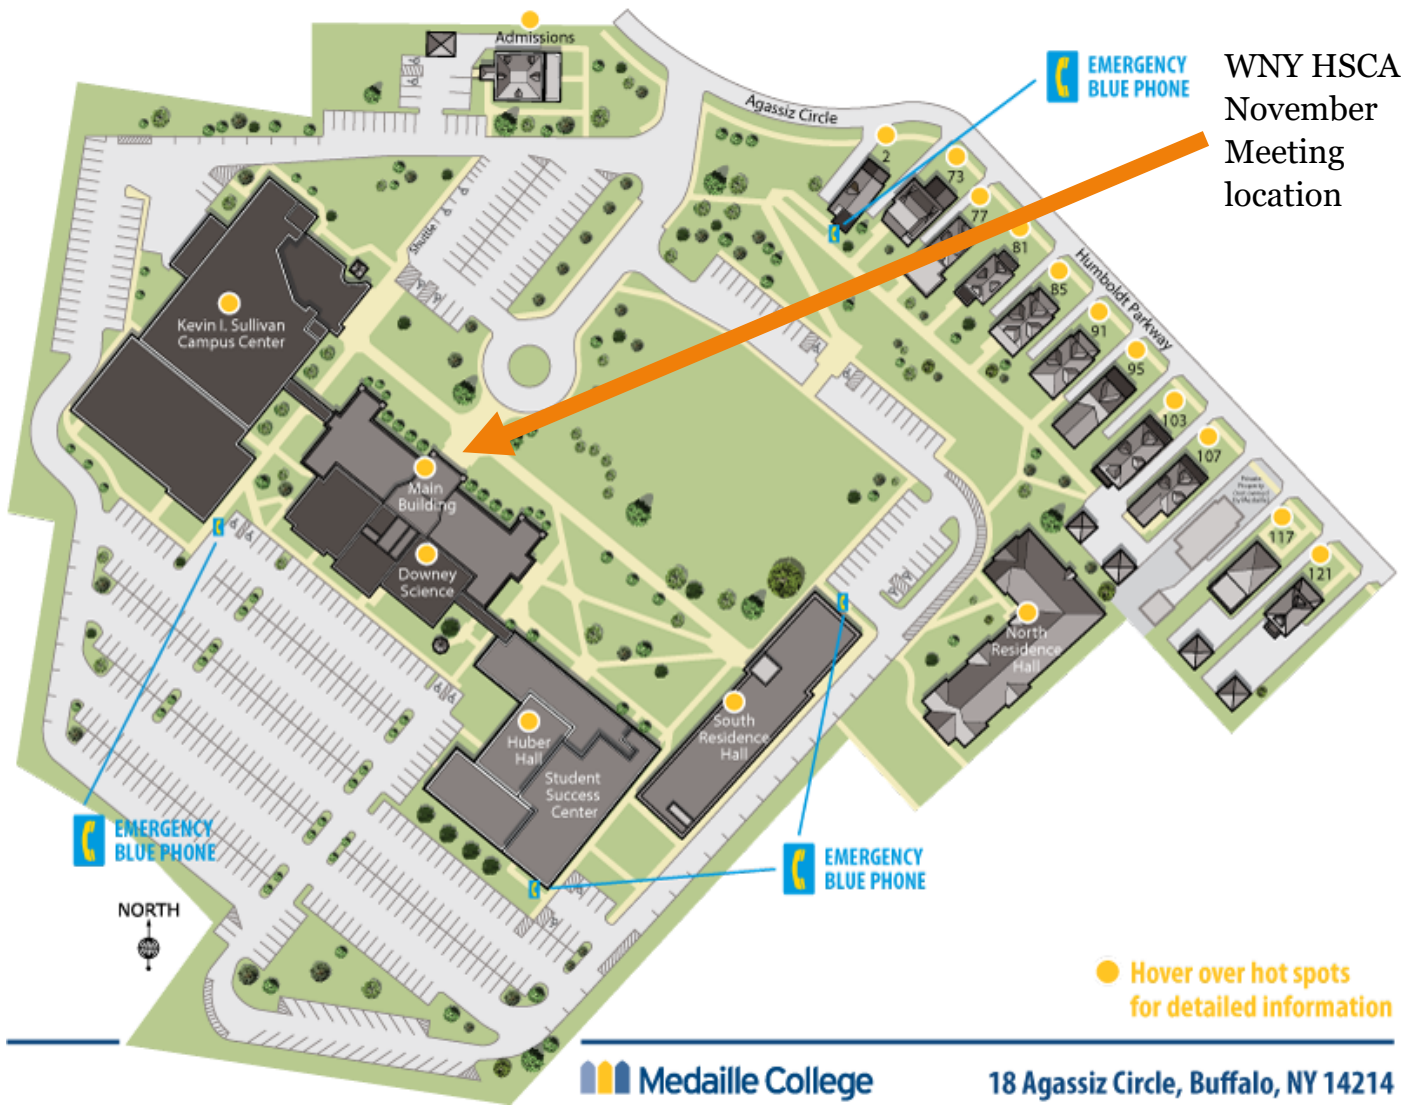 Admissions
EMERGENCY
BLUE PHONE
WNY HSCA
November
Meeting
location
Agassiz Circle
2
73
77
81
85
91
95
103
107
117
121
Humboldt Parkway
Shuttle
Kevin I. Sullivan
Campus Center
Main
Building
Downey
Science
Private
Property
North
Residence
Hall
South
Residence
Hall
Huber
Hall
Student
Success
Center
EMERGENCY
BLUE PHONE
EMERGENCY
BLUE PHONE
NORTH
Hover over hot spots
for detailed information
Medaille College
18 Agassiz Circle, Buffalo, NY 14214